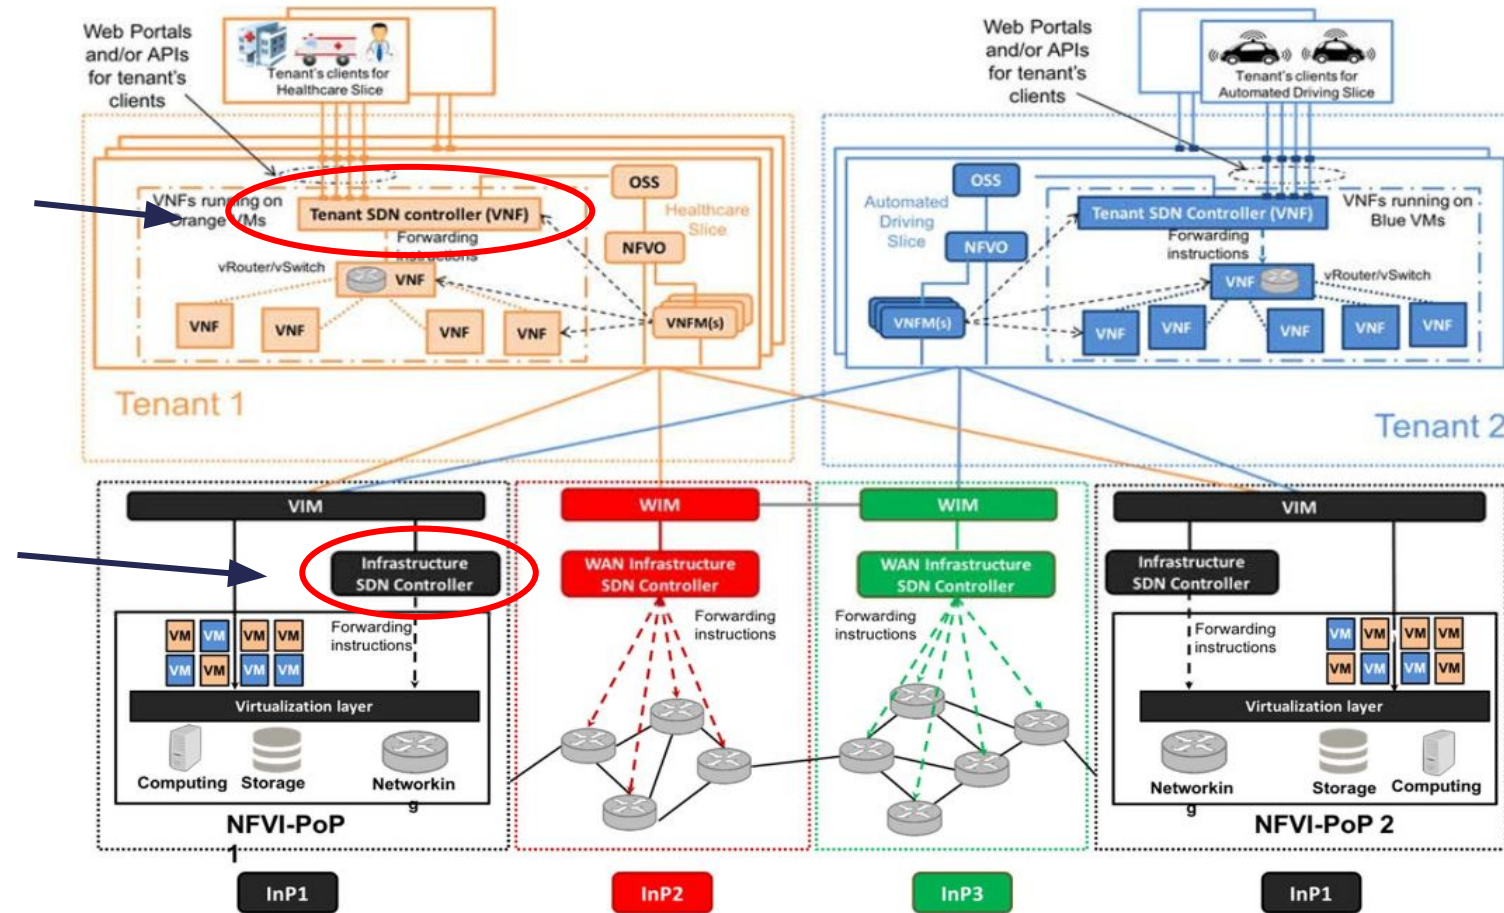 Web Portals
and/or APIs
for tenant's
clients
Tenant's clients for
Healthcare Slice
Web Portals
and/or APIs
for tenant's
clients
Tenant's clients for
Automated Driving Slice
VNFs running on
Orange VMs
Tenant SDN controller (VNF)
Forwarding
instructions
vRouter/vSwitch
VNF
VNF
VNF
VNF
VNF
OSS
Healthcare
Slice
NFVO
VNFM(s)
Tenant 1
Automated
Driving
Slice
OSS
NFVO
VNFM(s)
Tenant SDN Controller (VNF)
VNFs running on
Blue VMs
Forwarding
instructions
VNF
vRouter/vSwitch
VNF
VNF
VNF
VNF
VNF
Tenant 2
VIM
Infrastructure
SDN Controller
Forwarding
instructions
VM VM VM VM
VM VM VM VM
Virtualization layer
Computing
Storage
Networkin
g
NFVI-PoP
1
InP1
WIM
WAN Infrastructure
SDN Controller
Forwarding
instructions
InP2
WIM
WAN Infrastructure
SDN Controller
Forwarding
instructions
InP3
VIM
Infrastructure
SDN Controller
Forwarding
instructions
VM VM VM VM
VM VM VM VM
Virtualization layer
Networkin
g
Storage
Computing
NFVI-PoP 2
InP1